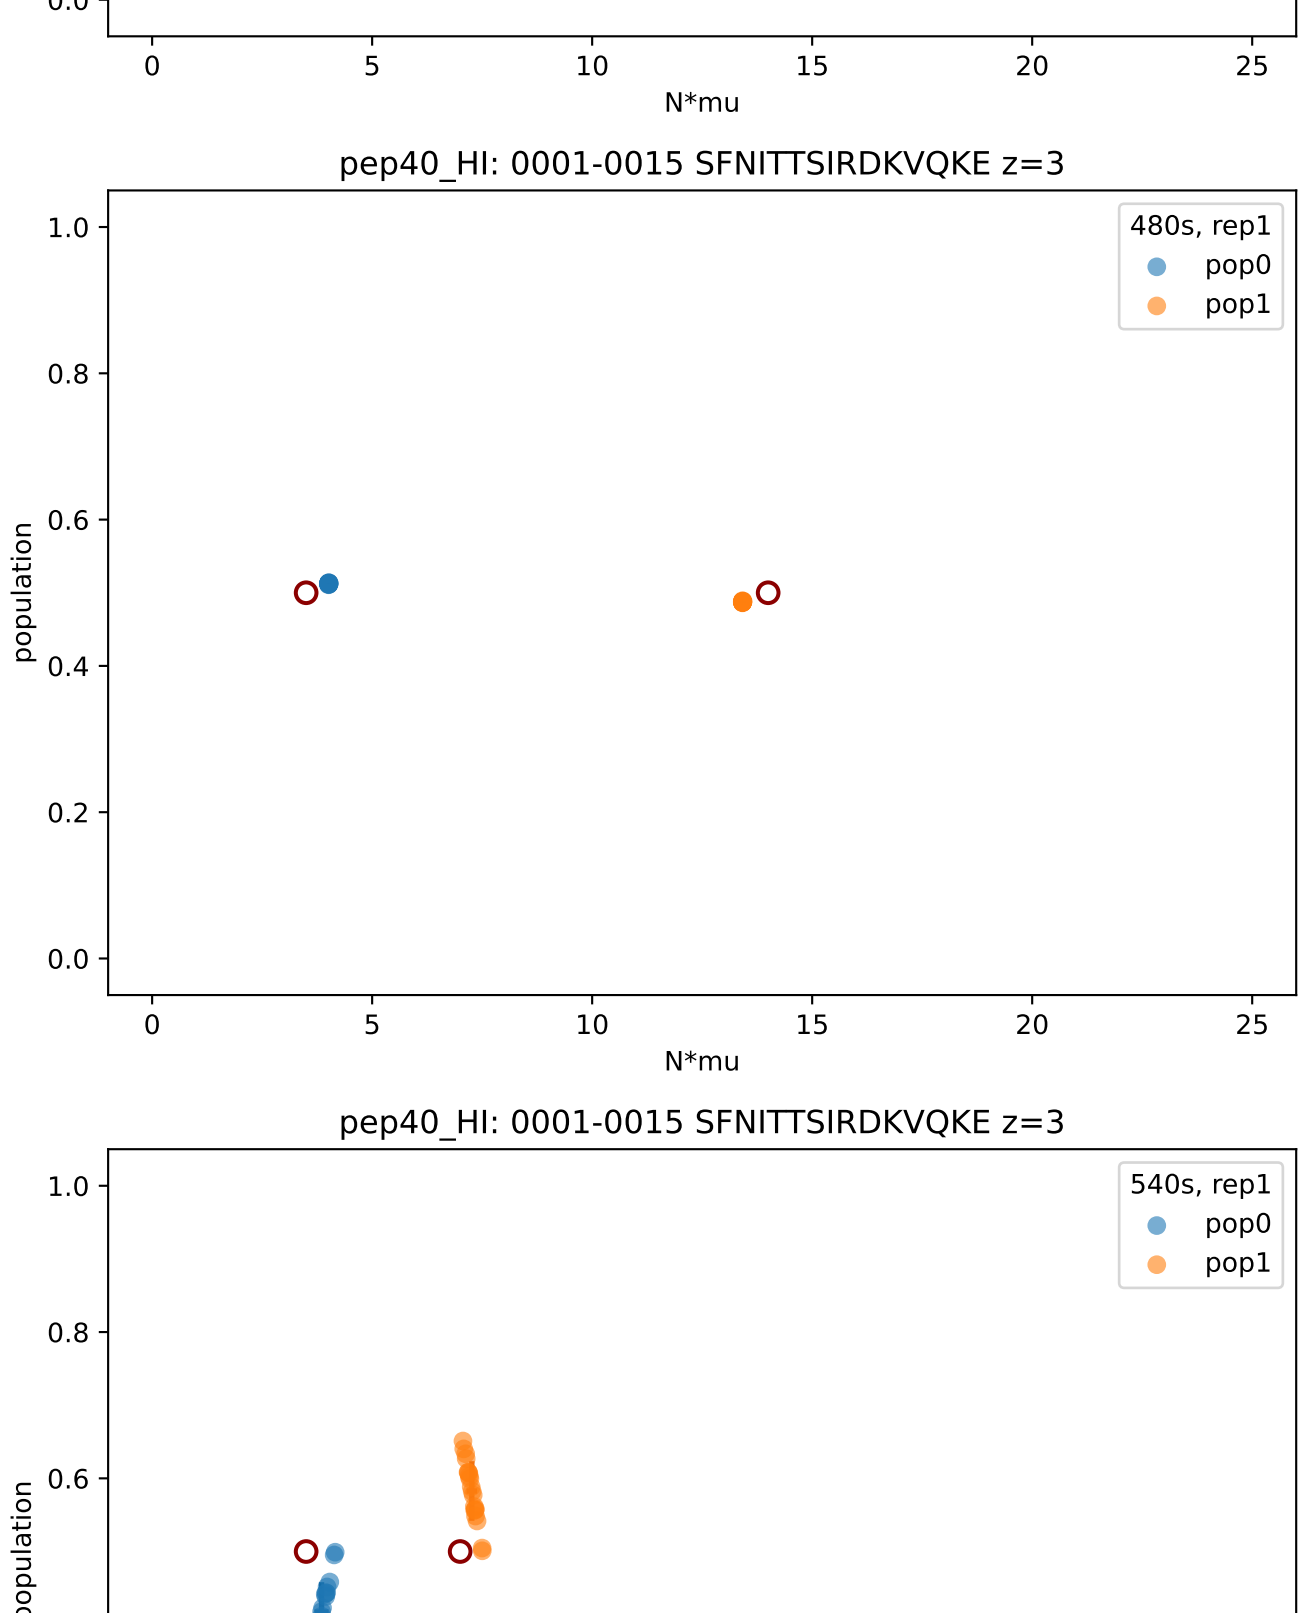 0.0
0 5 10 15 20 25
N*mu
pep40_HI: 0001-0015 SFNITTSIRDKVQKE z=3
480s, rep1
pop0
pop1
1.0
0.8
0.6
0.4
0.2
0.0
population
0 5 10 15 20 25
N*mu
pep40_HI: 0001-0015 SFNITTSIRDKVQKE z=3
540s, rep1
pop0
pop1
1.0
0.8
0.6
population